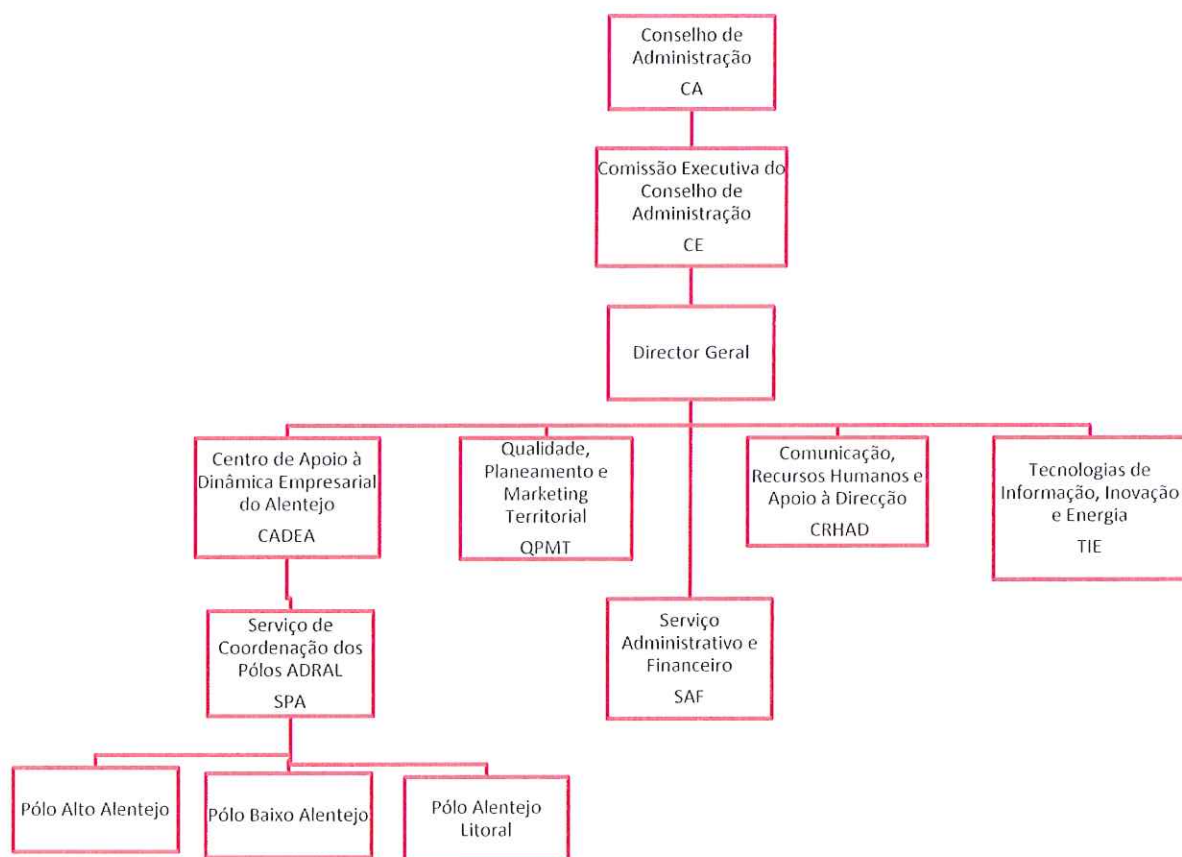 Conselho de
Administração
CA
Comissão Executiva do
Conselho de
Administração
CE
Director Geral
Centro de Apoio à
Dinâmica Empresarial
do Alentejo
CADEA
Qualidade,
Planeamento e
Marketing
Territorial
QPMT
Comunicação,
Recursos Humanos e
Apoio à Direcção
CRHAD
Tecnologias de
Informação, Inovação
e Energia
TIE
Serviço de
Coordenação dos
Pólos ADRAL
SPA
Serviço
Administrativo e
Financeiro
SAF
Pólo Alto Alentejo
Pólo Baixo Alentejo
Pólo Alentejo
Litoral